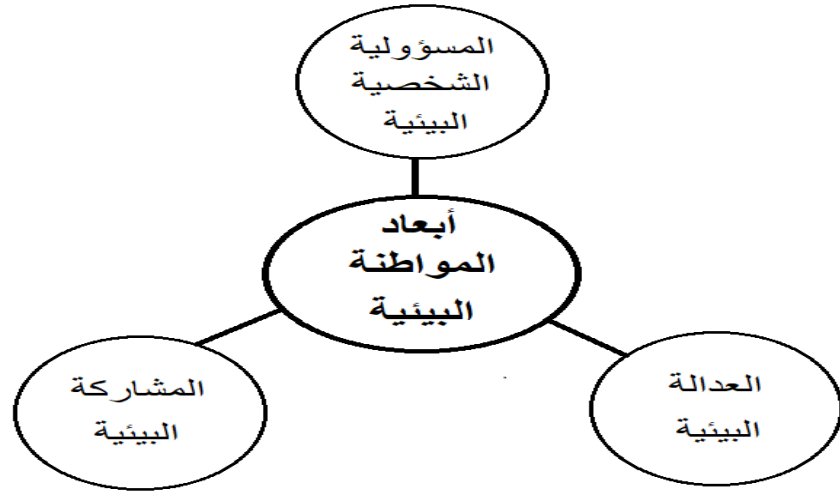 المسؤولية
الشخصية
البيئية
أبعاد
المواطنة
البيئية
العدالة
البيئية
المشاركة
البيئية